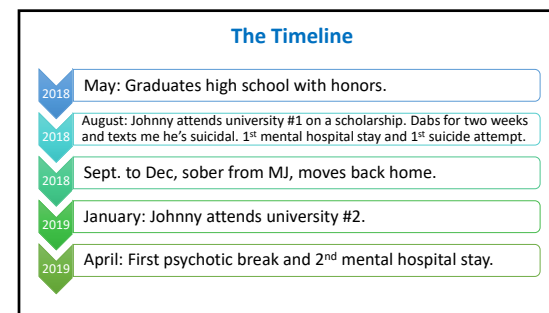 The Timeline
2018
May: Graduates high school with honors.
2018
August: Johnny attends university #1 on a scholarship. Dabs for two weeks
and texts me he's suicidal. 1st mental hospital stay and 1st suicide attempt.
2018
Sept. to Dec, sober from MJ, moves back home.
2019
January: Johnny attends university #2.
2019
April: First psychotic break and 2nd mental hospital stay.